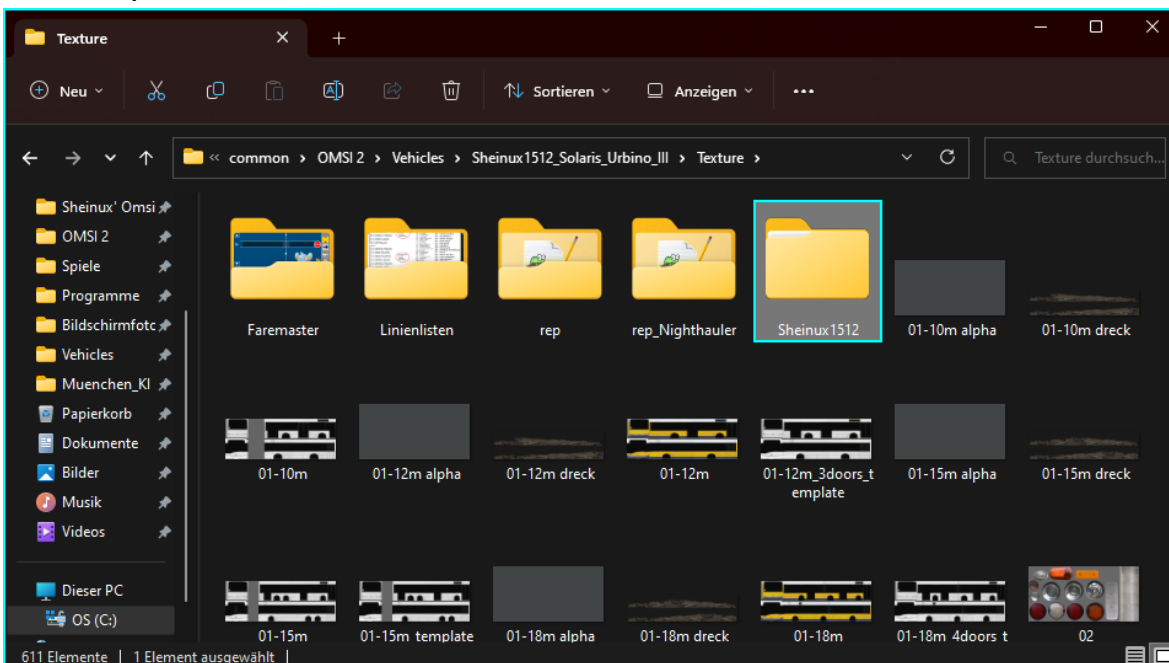 Texture
Neu
Sortieren
Anzeigen
« common > OMSI 2 > Vehicles > Sheinux1512_Solaris_Urbino_III > Texture >
Texture durchsuch...
Sheinux' Omsi
OMSI 2
Spiele
Programme
Bildschirmfotc
Vehicles
Muenchen_KI
Papierkorb
Dokumente
Bilder
Musik
Videos
Dieser PC
OS (C:)
Faremaster
Linienlisten
rep
rep_Nighthauler
Sheinux1512
01-10m alpha
01-10m dreck
01-10m
01-12m alpha
01-12m dreck
01-12m
01-12m_3doors_t
emplate
01-15m alpha
01-15m dreck
01-15m
01-15m template
01-18m alpha
01-18m dreck
01-18m
01-18m 4doors t
02
611 Elemente | 1 Element ausgewählt |